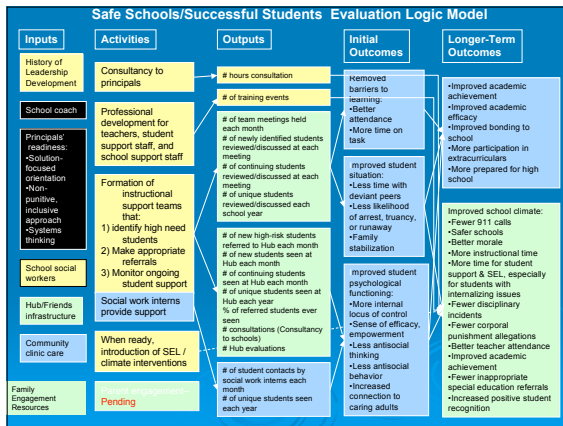 Safe Schools/Successful Students Evaluation Logic Model
Inputs
History of
Leadership
Development
School coach
Principals'
readiness:
•Solution-
focused
orientation
•Non-
punitive,
inclusive
approach
•Systems
thinking
School social
workers
Hub/Friends
infrastructure
Community
clinic care
Family
Engagement
Resources
Activities
Consultancy to
principals
Professional
development for
teachers, student
support staff, and
school support staff
Formation of
instructional
support teams
that:
1) identify high need
students
2) Make appropriate
referrals
3) Monitor ongoing
student support
Social work interns
provide support
When ready,
introduction of SEL /
climate interventions
Parent engagement–
Pending
Outputs
# hours consultation
# of training events
# of team meetings held
each month
# of newly identified students
reviewed/discussed at each
meeting
# of continuing students
reviewed/discussed at each
meeting
# of unique students
reviewed/discussed each
school year
# of new high-risk students
referred to Hub each month
# of new students seen at
Hub each month
# of continuing students
seen at Hub each month
# of unique students seen at
Hub each year
% of referred students ever
seen
# consultations (Consultancy
to schools)
# Hub evaluations
# of student contacts by
social work interns each
month
# of unique students seen
each year
Initial
Outcomes
Removed
barriers to
learning:
•Better
attendance
•More time on
task
mproved student
situation:
•Less time with
deviant peers
•Less likelihood
of arrest, truancy,
or runaway
•Family
stabilization
mproved student
psychological
functioning:
•More internal
locus of control
•Sense of efficacy,
empowerment
•Less antisocial
thinking
•Less antisocial
behavior
•Increased
connection to
caring adults
Longer-Term
Outcomes
•Improved academic
achievement
•Improved academic
efficacy
•Improved bonding to
school
•More participation in
extracurriculars
•More prepared for high
school
Improved school climate:
•Fewer 911 calls
•Safer schools
•Better morale
•More instructional time
•More time for student
support & SEL, especially
for students with
internalizing issues
•Fewer disciplinary
incidents
•Fewer corporal
punishment allegations
•Better teacher attendance
•Improved academic
achievement
•Fewer inappropriate
special education referrals
•Increased positive student
recognition